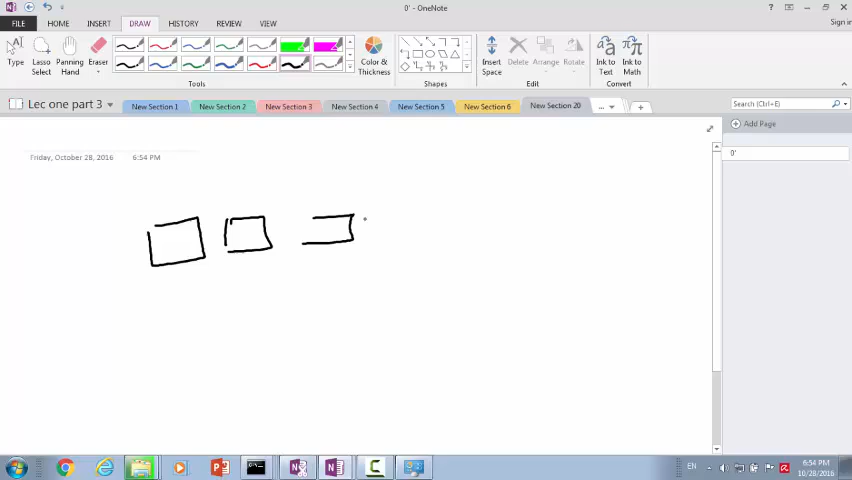 0' - OneNote
FILE HOME INSERT DRAW HISTORY REVIEW VIEW
Sign in
Type
Lasso Select
Panning Hand
Eraser
Color & Thickness
Insert Space
Delete
Arrange
Rotate
Ink to Text
Ink to Math
Tools
Shapes
Edit
Convert
Lec one part 3
New Section 1 New Section 2 New Section 3 New Section 4 New Section 5 New Section 6 New Section 20 ...
Search (Ctrl+E)
Add Page
0'
Friday, October 28, 2016 6:54 PM
EN
6:54 PM
10/28/2016